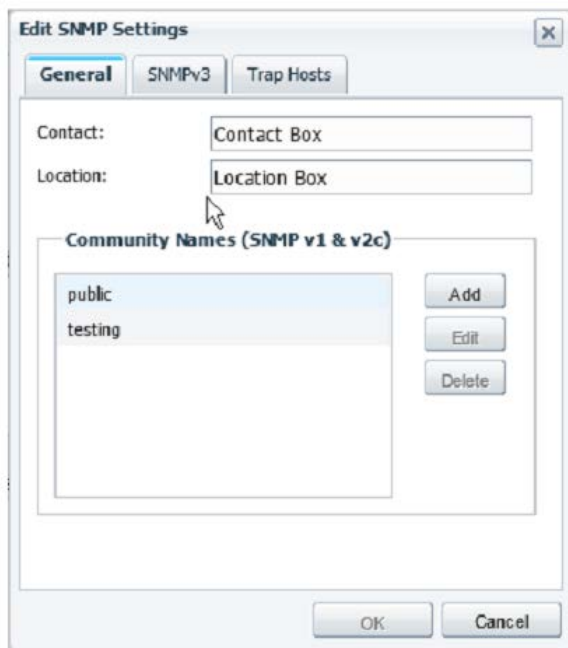 Edit SNMP Settings
General SNMPv3 Trap Hosts
Contact: Contact Box
Location: Location Box
Community Names (SNMP v1 & v2c)
public
testing
Add
Edit
Delete
OK Cancel